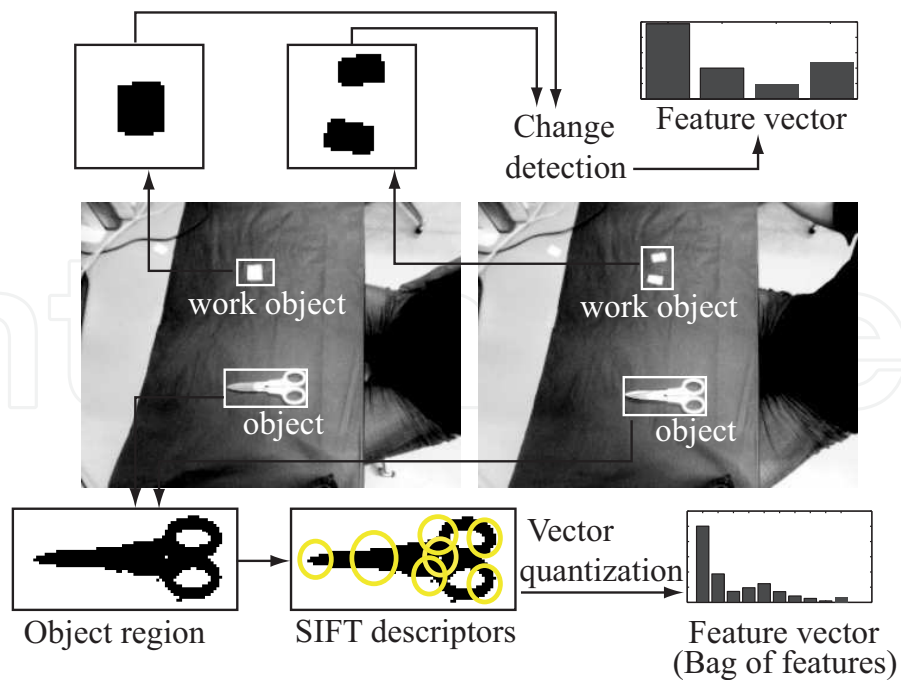 Change
detection
Feature vector
work object
work object
object
object
Vector
quantization
Object region
SIFT descriptors
Feature vector
(Bag of features)